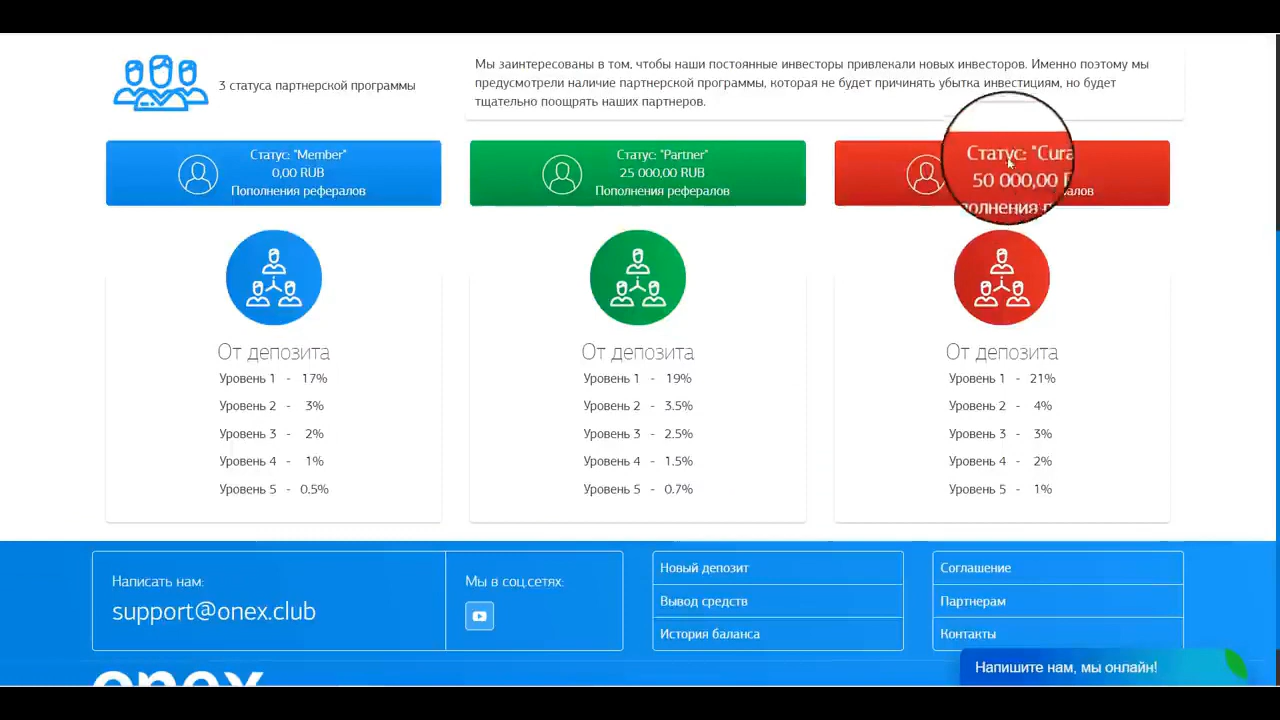 3 статуса партнерской программы
Мы заинтересованы в том, чтобы наши постоянные инвесторы привлекали новых инвесторов. Именно поэтому мы
предусмотрели наличие партнерской программы, которая не будет причинять убытка инвестициям, но будет
тщательно поощрять наших партнеров.
Статус: "Member"
0,00 RUB
Пополнения рефералов
Статус: "Partner"
25 000,00 RUB
Пополнения рефералов
Статус: "Cura
50 000,00
От депозита
Уровень 1 - 17%
Уровень 2 - 3%
Уровень 3 - 2%
Уровень 4 - 1%
Уровень 5 - 0.5%
От депозита
Уровень 1 - 19%
Уровень 2 - 3.5%
Уровень 3 - 2.5%
Уровень 4 - 1.5%
Уровень 5 - 0.7%
От депозита
Уровень 1 - 21%
Уровень 2 - 4%
Уровень 3 - 3%
Уровень 4 - 2%
Уровень 5 - 1%
Написать нам:
support@onex.club
Мы в соц.сетях:
Новый депозит
Вывод средств
История баланса
Соглашение
Партнерам
Контакты
onex
Напишите нам, мы онлайн!